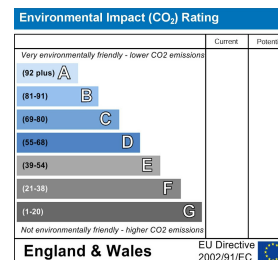 Environmental Impact (CO₂) Rating
Current Potenti
Very environmentally friendly - lower CO2 emissions
(92 plus) A
(81-91) B
(69-80) C
(55-68) D
(39-54) E
(21-38) F
(1-20) G
Not environmentally friendly - higher CO2 emissions
England & Wales
EU Directive
2002/91/EC